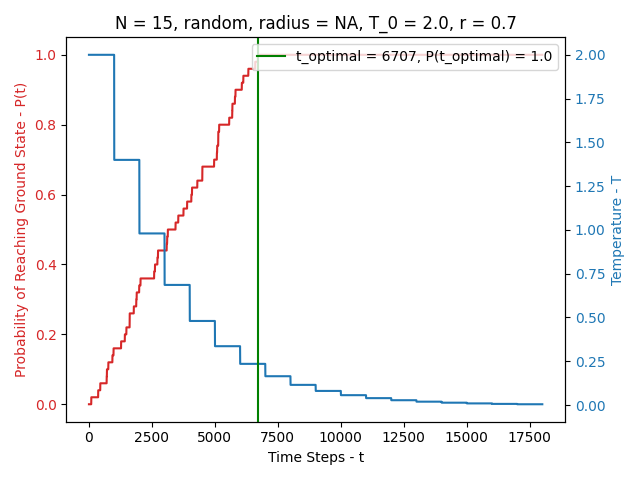 N = 15, random, radius = NA, T_0 = 2.0, r = 0.7
t_optimal = 6707, P(t_optimal) = 1.0
Probability of Reaching Ground State - P(t)
1.0
0.8
0.6
0.4
0.2
0.0
2.00
1.75
1.50
1.25
1.00
0.75
0.50
0.25
0.00
Temperature - T
0 2500 5000 7500 10000 12500 15000 17500
Time Steps - t